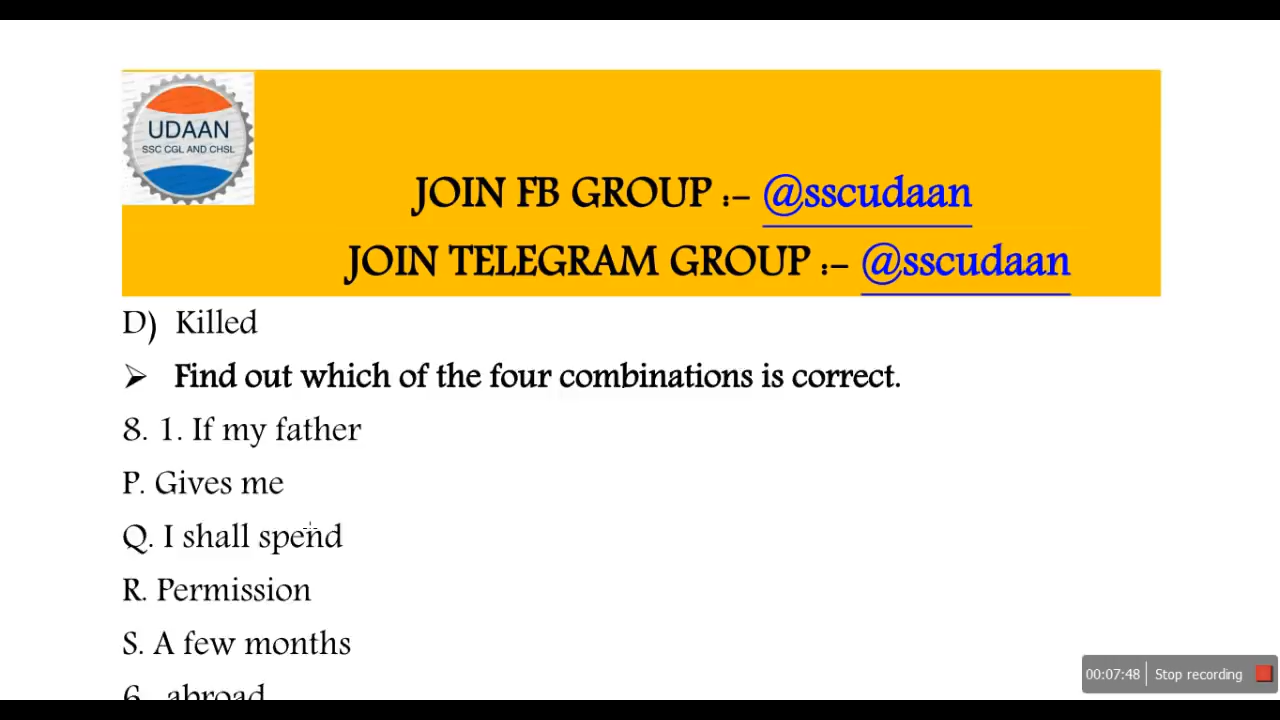 UDAAN
SSC CGL AND CHSL
JOIN FB GROUP :- @sscudaan
JOIN TELEGRAM GROUP :- @sscudaan
D) Killed
➢ Find out which of the four combinations is correct.
8. 1. If my father
P. Gives me
Q. I shall spend
R. Permission
S. A few months
6. abroad
00:07:48 Stop recording